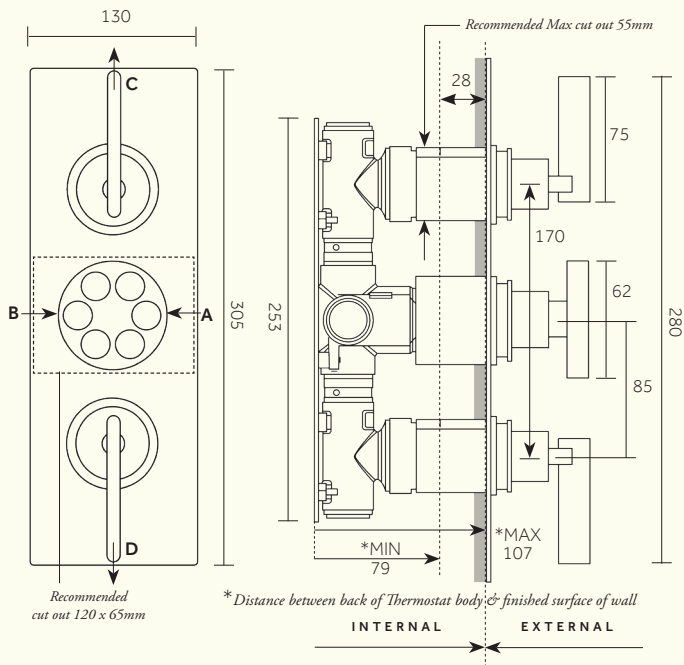 130
Recommended Max cut out 55mm
C
28
75
170
B
A
305
253
62
280
85
D
*MIN
79
*MAX
107
Recommended
cut out 120 x 65mm
*Distance between back of Thermostat body & finished surface of wall
INTERNAL
EXTERNAL